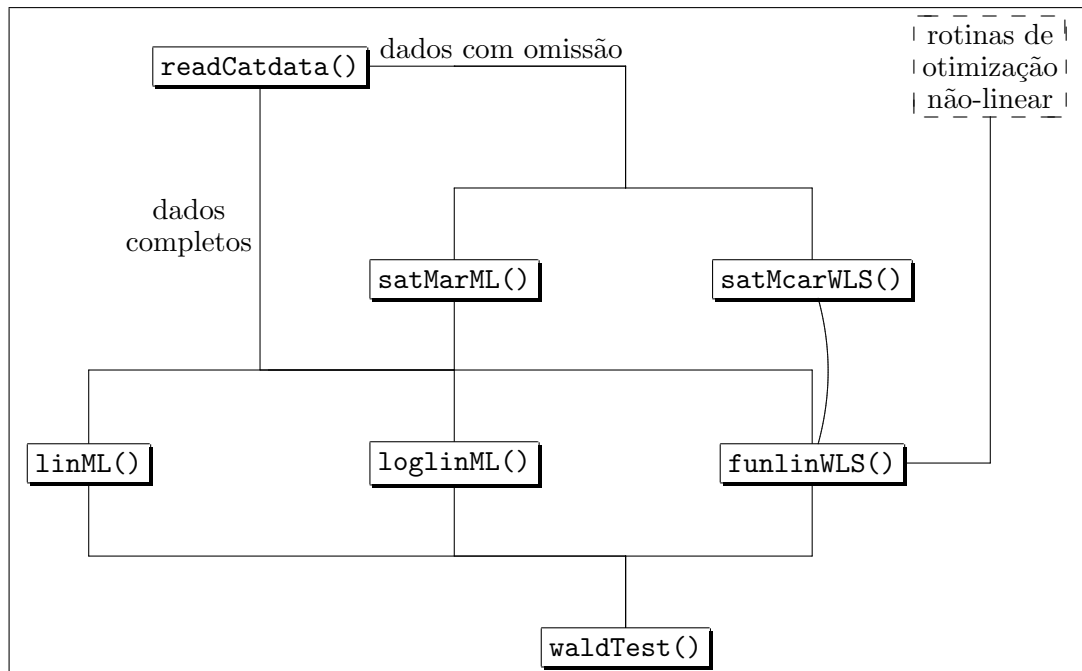 dados com omissão
rotinas de
otimização
não-linear
readCatdata()
dados
completos
satMarML()
satMcarWLS()
linML()
loglinML()
funlinWLS()
waldTest()